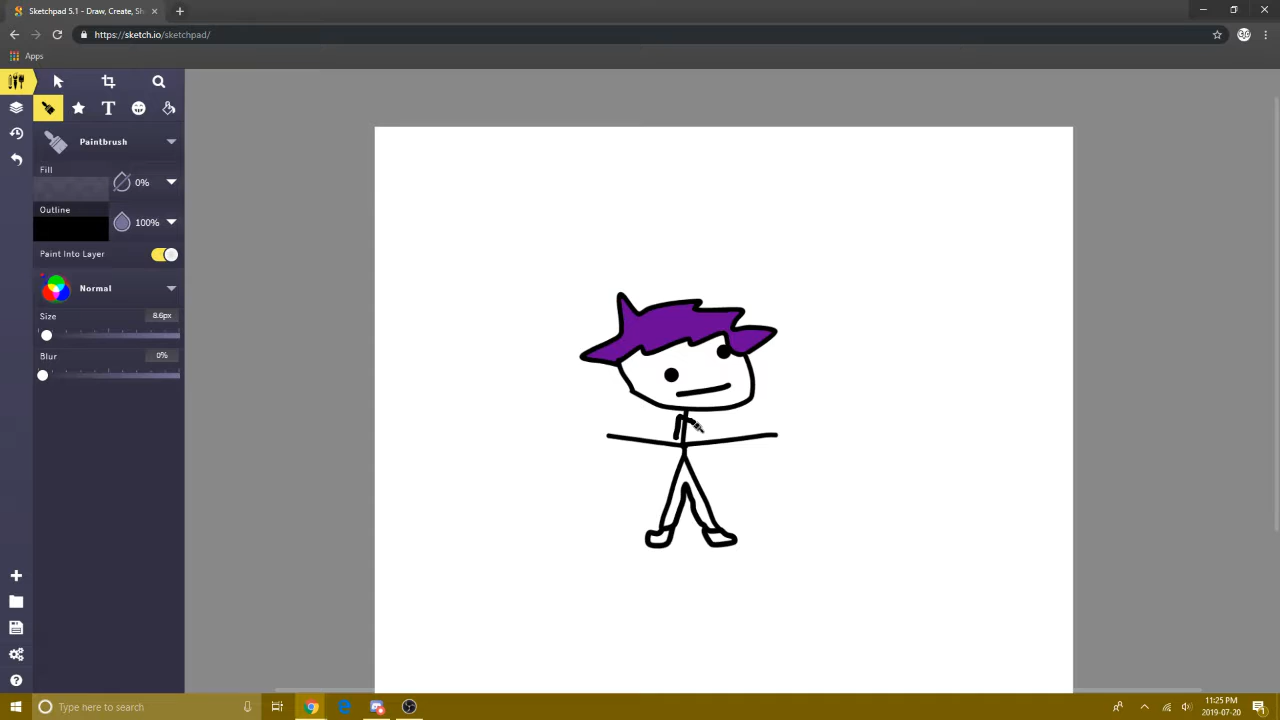 Sketchpad 5.1 - Draw, Create, Sh
https://sketch.io/sketchpad/
Apps
Paintbrush
Fill
0%
Outline
100%
Paint Into Layer
Normal
Size
8.6px
Blur
0%
Type here to search
11:25 PM
2019-07-20